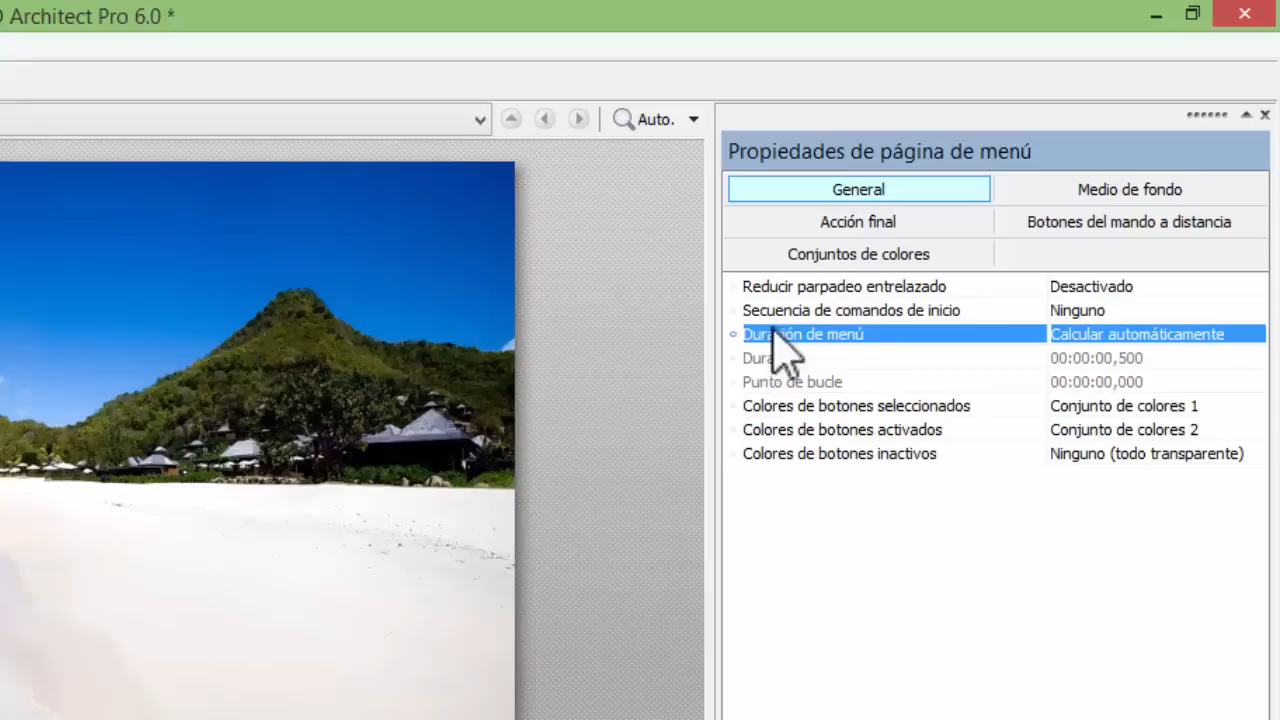 Architect Pro 6.0 *
Auto.
Propiedades de página de menú
General
Medio de fondo
Acción final
Botones del mando a distancia
Conjuntos de colores
Reducir parpadeo entrelazado Desactivado
Secuencia de comandos de inicio Ninguno
Duración de menú Calcular automáticamente
Dura 00:00:00,500
Punto de bucle 00:00:00,000
Colores de botones seleccionados Conjunto de colores 1
Colores de botones activados Conjunto de colores 2
Colores de botones inactivos Ninguno (todo transparente)